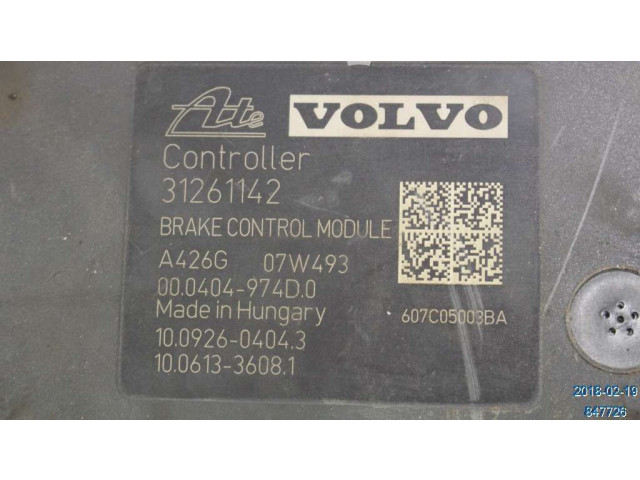 Ate VOLVO
Controller
31261142
BRAKE CONTROL MODULE
A426G 07W493
00.0404-974D.0
Made in Hungary
607C05003BA
10.0926-0404.3
10.0613-3608.1
2018-02-19
847726